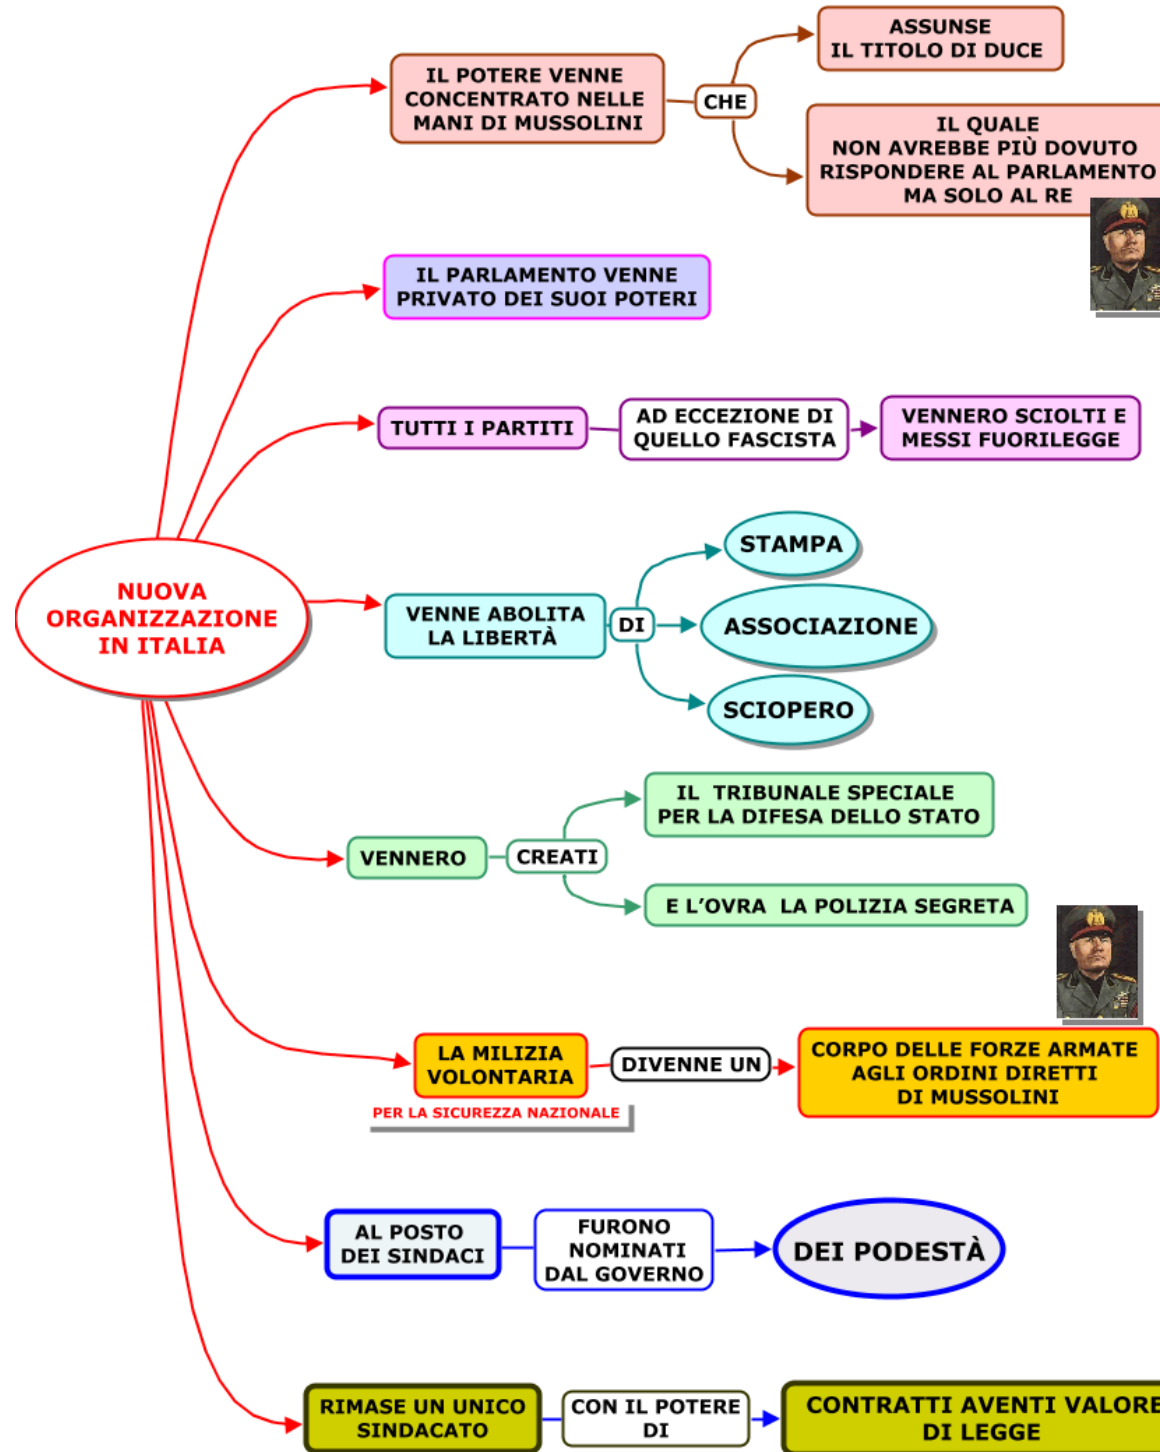 ASSUNSE
IL TITOLO DI DUCE
IL POTERE VENNE
CONCENTRATO NELLE
MANI DI MUSSOLINI
CHE
IL QUALE
NON AVREBBE PIÙ DOVUTO
RISPONDERE AL PARLAMENTO
MA SOLO AL RE
IL PARLAMENTO VENNE
PRIVATO DEI SUOI POTERI
TUTTI I PARTITI
AD ECCEZIONE DI
QUELLO FASCISTA
VENNERO SCIOLTI E
MESSI FUORILEGGE
NUOVA
ORGANIZZAZIONE
IN ITALIA
VENNE ABOLITA
LA LIBERTÀ
DI
STAMPA
ASSOCIAZIONE
SCIOPERO
VENNERO
CREATI
IL TRIBUNALE SPECIALE
PER LA DIFESA DELLO STATO
E L'OVRA LA POLIZIA SEGRETA
LA MILIZIA
VOLONTARIA
PER LA SICUREZZA NAZIONALE
DIVENNE UN
CORPO DELLE FORZE ARMATE
AGLI ORDINI DIRETTI
DI MUSSOLINI
AL POSTO
DEI SINDACI
FURONO
NOMINATI
DAL GOVERNO
DEI PODESTÀ
RIMASE UN UNICO
SINDACATO
CON IL POTERE
DI
CONTRATTI AVENTI VALORE
DI LEGGE